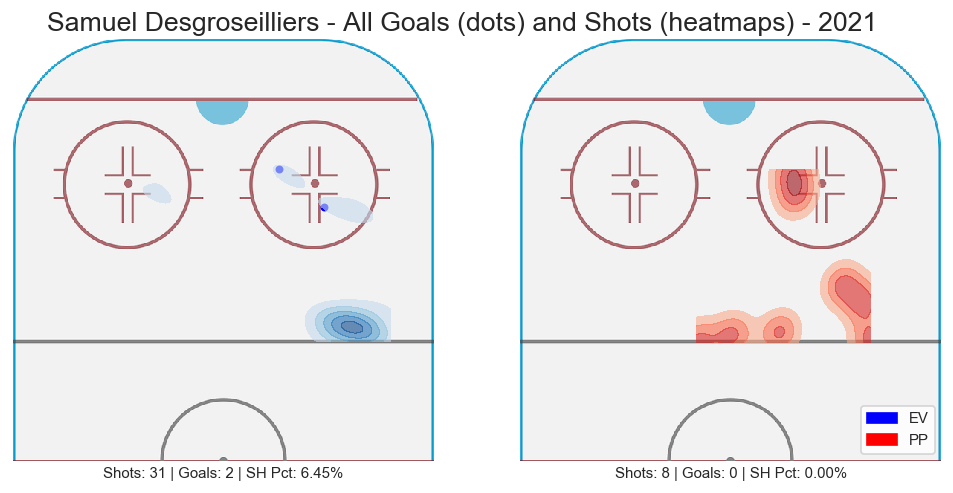 Samuel Desgroseilliers - All Goals (dots) and Shots (heatmaps) - 2021
EV
PP
Shots: 31 | Goals: 2 | SH Pct: 6.45%
Shots: 8 | Goals: 0 | SH Pct: 0.00%